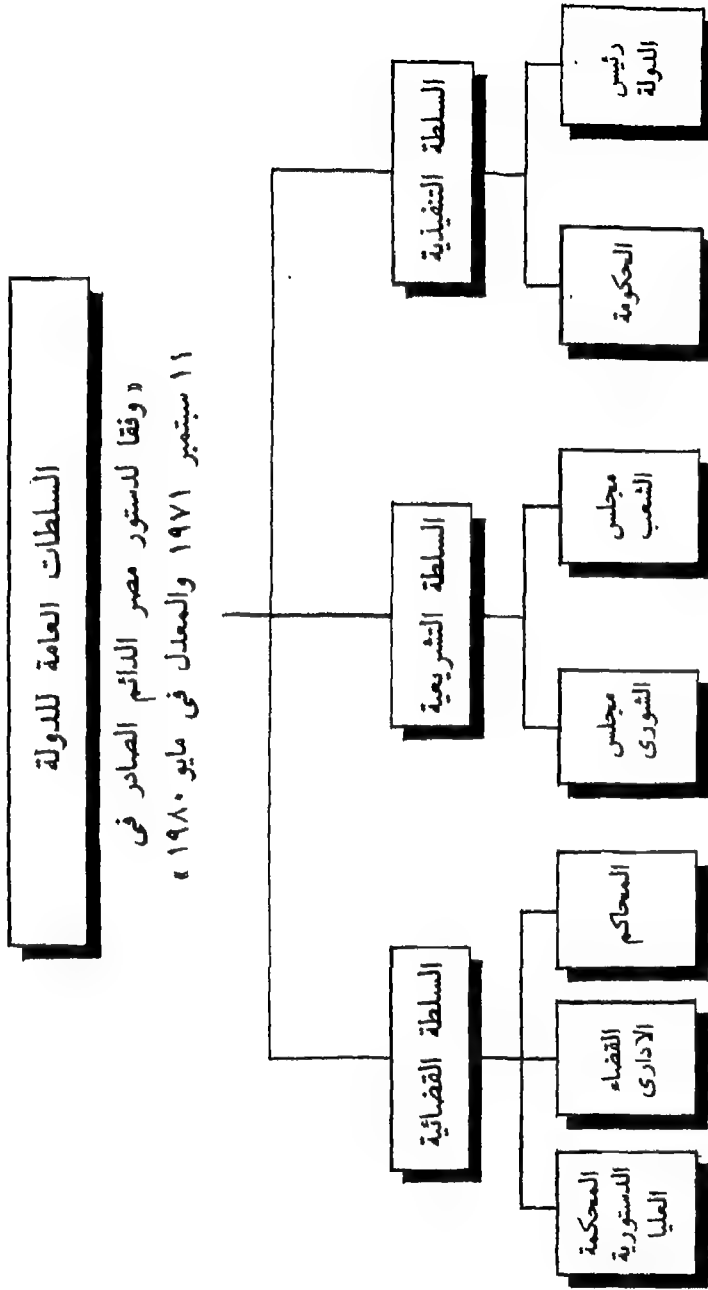 السلطات العامة للدولة
« وفقا لدستور مصر الدائم الصادر فى
١١ سبتمبر ١٩٧١ والمعدل فى مايو ١٩٨٠ »
السلطة التنفيذية
السلطة التشريعية
السلطة القضائية
رئيس
الدولة
الحكومة
مجلس
الشعب
مجلس
الشورى
المحاكم
القضاء
الادارى
المحكمة
الدستورية
العليا